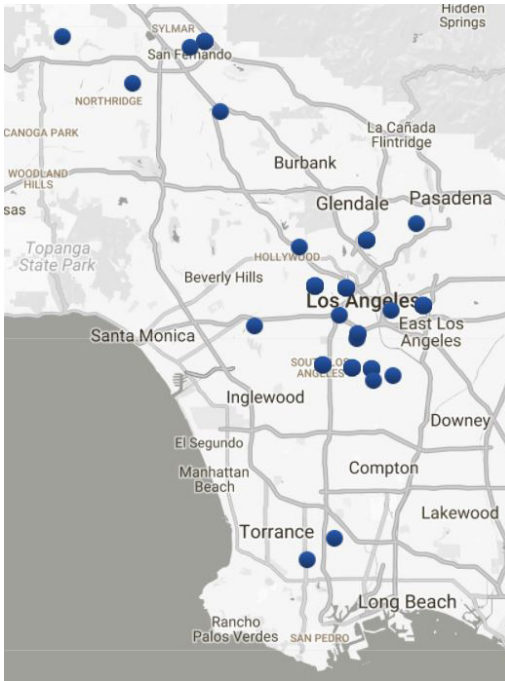 Hidden
Springs
SYLMAR
San Fernando
NORTHRIDGE
La Cañada
Flintridge
CANOGA PARK
Burbank
WOODLAND
HILLS
Glendale
Pasadena
sas
Topanga
State Park
HOLLYWOOD
Beverly Hills
Los Angeles
East Los
Angeles
Santa Monica
SOUTH LOS
ANGELES
Inglewood
Downey
El Segundo
Manhattan
Beach
Compton
Lakewood
Torrance
Long Beach
Rancho
Palos Verdes
SAN PEDRO